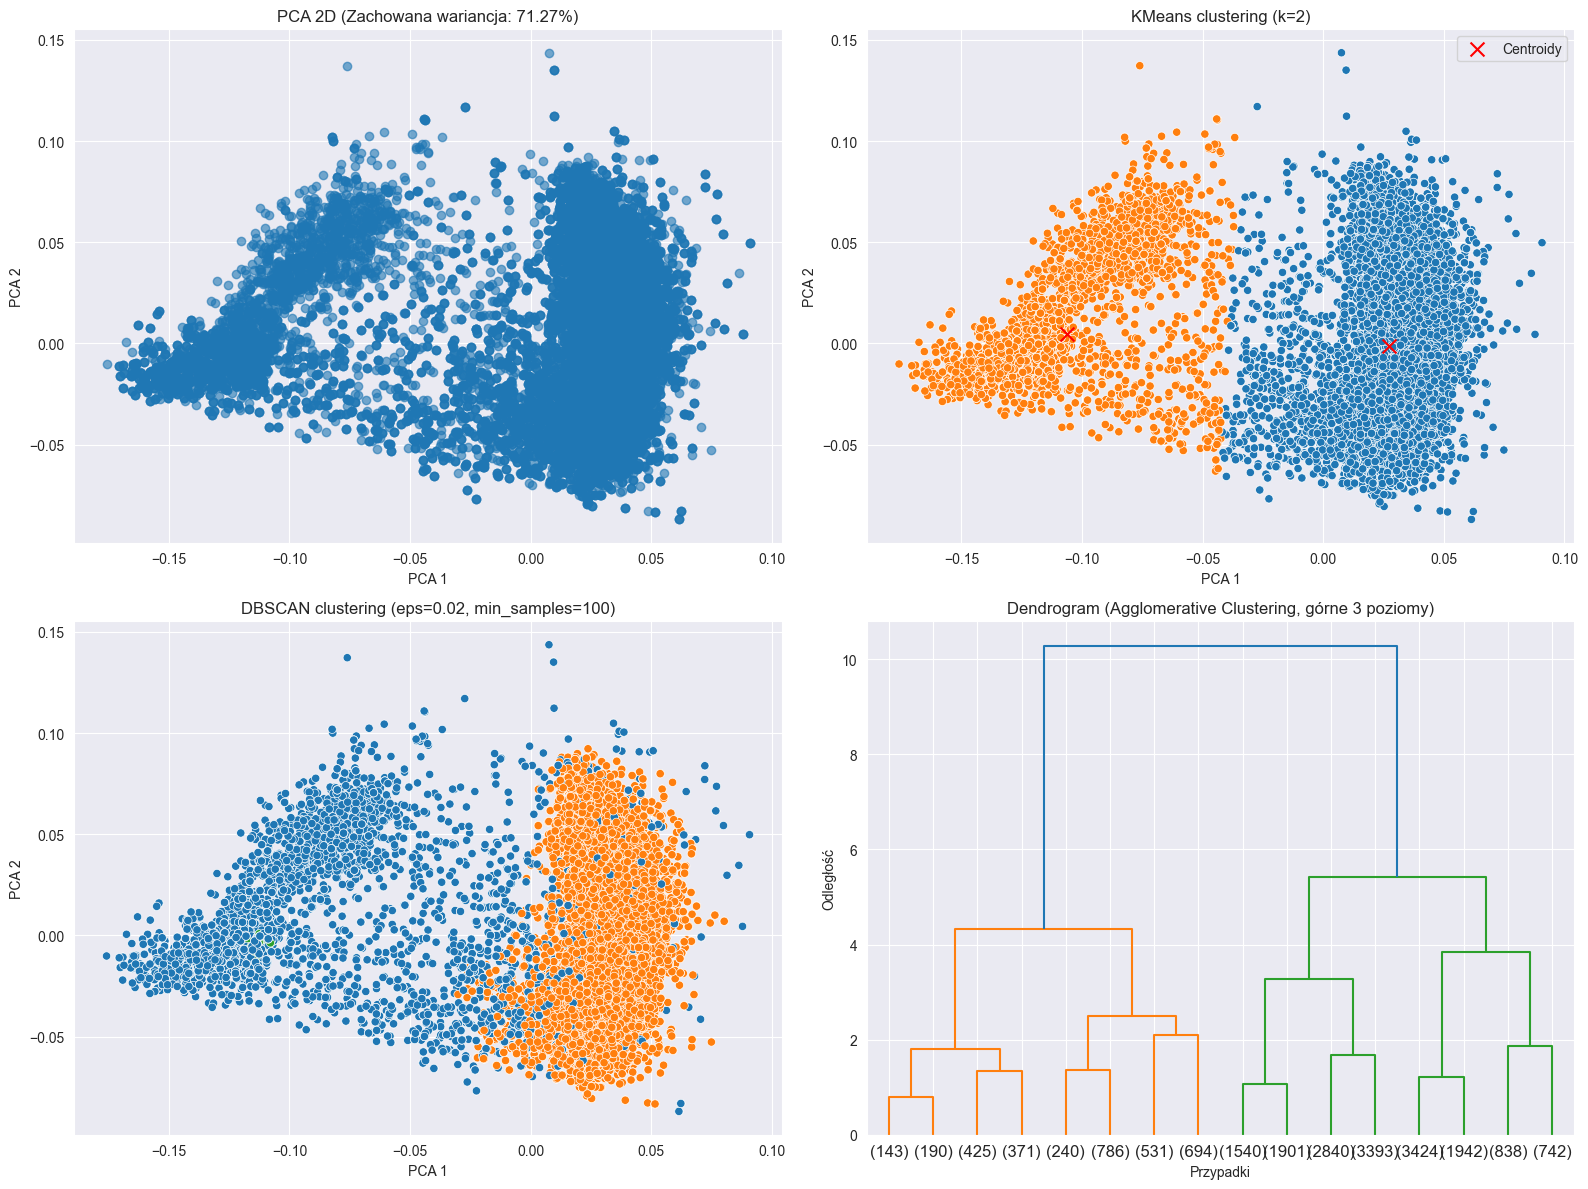 PCA 2D (Zachowana wariancja: 71.27%)
0.15
0.10
0.05
0.00
−0.05
PCA 2
−0.15 −0.10 −0.05 0.00 0.05 0.10
PCA 1
KMeans clustering (k=2)
Centroidy
0.15
0.10
0.05
0.00
−0.05
PCA 2
−0.15 −0.10 −0.05 0.00 0.05 0.10
PCA 1
DBSCAN clustering (eps=0.02, min_samples=100)
0.15
0.10
0.05
0.00
−0.05
PCA 2
−0.15 −0.10 −0.05 0.00 0.05 0.10
PCA 1
Dendrogram (Agglomerative Clustering, górne 3 poziomy)
10
8
6
4
2
0
Odległość
(143) (190) (425) (371) (240) (786) (531) (694) (1540) (1901) (2840) (3393) (3424) (1942) (838) (742)
Przypadki